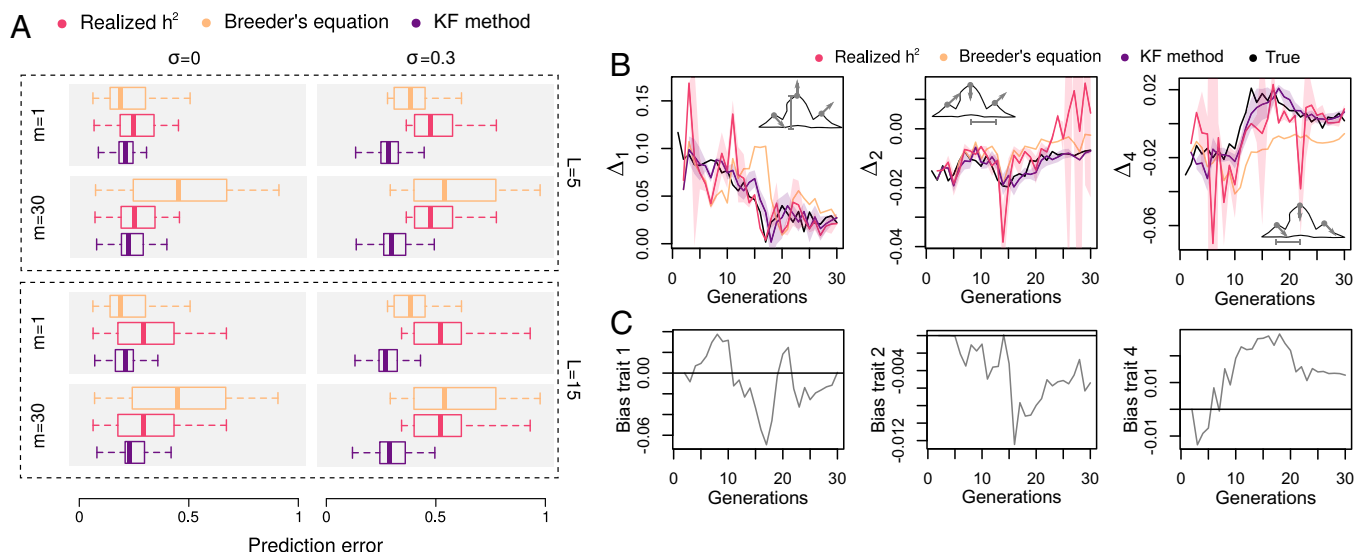 A
Realized h² Breeder's equation KF method
σ=0 σ=0.3
m=1
m=30
L=5
m=1
m=30
L=15
0 0.5 1 0 0.5 1
Prediction error
B
Realized h² Breeder's equation KF method True
Δ1
0.00 0.05 0.10 0.15
0 10 20 30
Generations
Δ2
-0.04 -0.02 0.00
0 10 20 30
Generations
Δ4
-0.06 -0.02 0.02
0 10 20 30
Generations
C
Bias trait 1
-0.06 0.00
0 10 20 30
Generations
Bias trait 2
-0.012 -0.004
0 10 20 30
Generations
Bias trait 4
-0.01 0.01
0 10 20 30
Generations